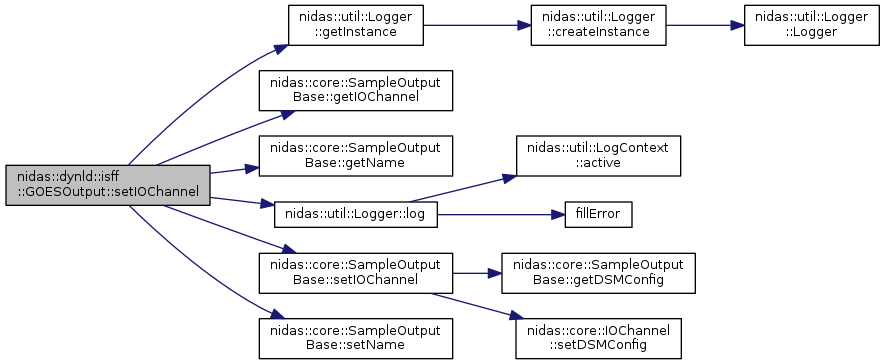 nidas::dynld::isff
::GOESOutput::setIOChannel
nidas::util::Logger
::getInstance
nidas::util::Logger
::createInstance
nidas::util::Logger
::Logger
nidas::core::SampleOutput
Base::getIOChannel
nidas::core::SampleOutput
Base::getName
nidas::util::Logger::log
nidas::util::LogContext
::active
fillError
nidas::core::SampleOutput
Base::setIOChannel
nidas::core::SampleOutput
Base::getDSMConfig
nidas::core::IOChannel
::setDSMConfig
nidas::core::SampleOutput
Base::setName